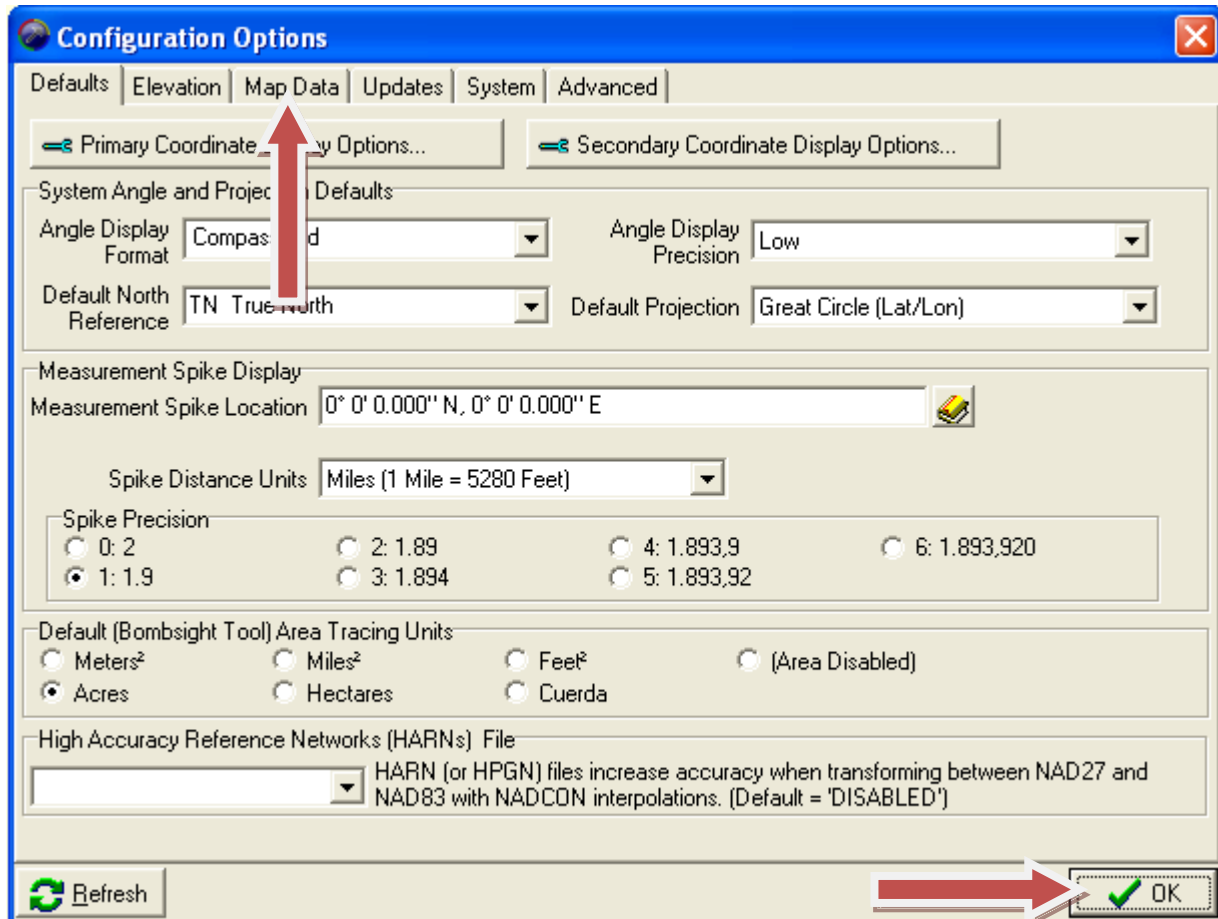 Configuration Options
Defaults Elevation Map Data Updates System Advanced
Primary Coordinate Options... Secondary Coordinate Display Options...
System Angle and Defaults
Angle Display Format
Angle Display Precision Low
Default North Reference TN True North
Default Projection Great Circle (Lat/Lon)
Measurement Spike Display
Measurement Spike Location 0° 0' 0.000" N, 0° 0' 0.000" E
Spike Distance Units Miles (1 Mile = 5280 Feet)
Spike Precision
0: 2 2: 1.89 4: 1.893,9 6: 1.893,920
1: 1.9 3: 1.894 5: 1.893,92
Default (Bombsight Tool) Area Tracing Units
Meters² Miles² Feet² (Area Disabled)
Acres Hectares Cuerda
High Accuracy Reference Networks (HARNs) File
HARN (or HPGN) files increase accuracy when transforming between NAD27 and
NAD83 with NADCON interpolations. (Default = 'DISABLED')
Refresh OK